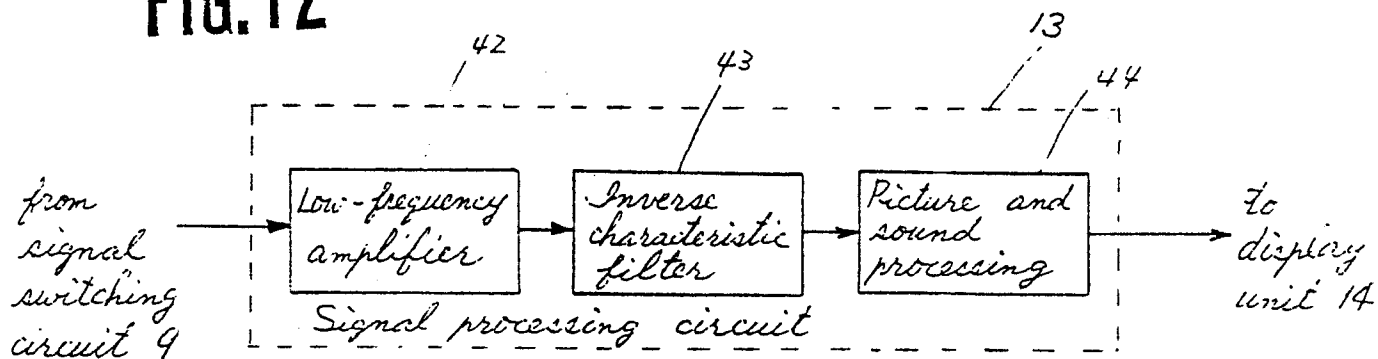 FIG. 12
42
43
13
44
from
signal
switching
circuit 9
Low-frequency
amplifier
Inverse
characteristic
filter
Picture and
sound
processing
to
display
unit 14
Signal processing circuit